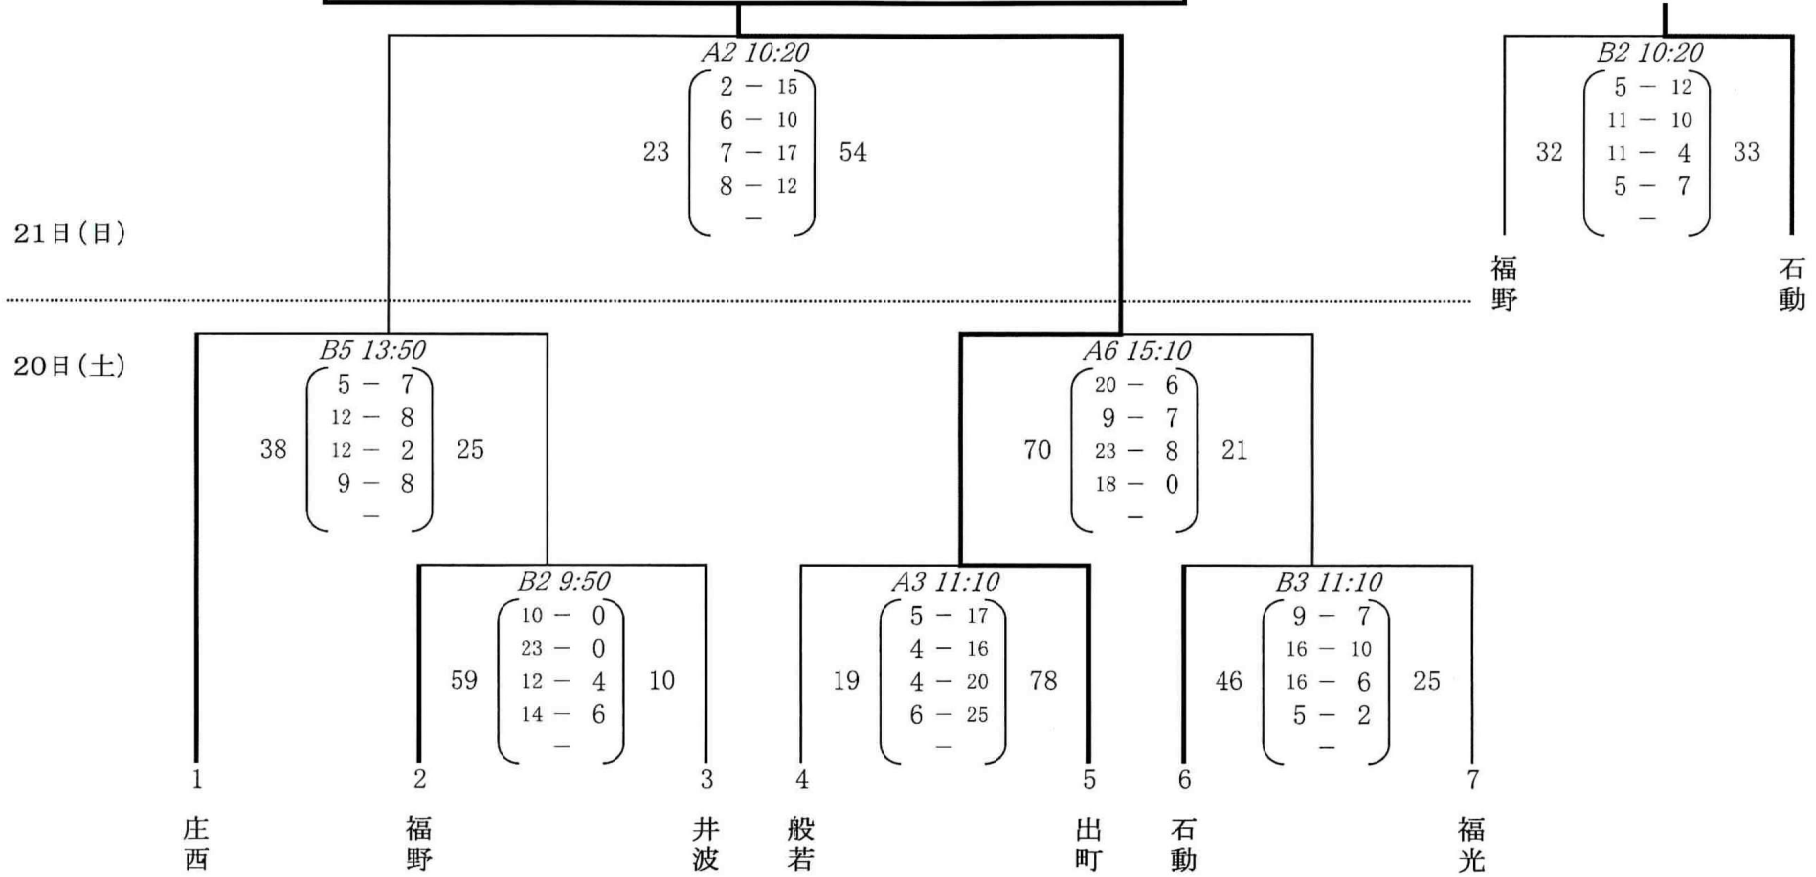 A2 10:20
2 － 15
6 － 10
23 7 － 17 54
8 － 12
－
B2 10:20
5 － 12
11 － 10
32 11 － 4 33
5 － 7
－
福野
石動
21日(日)
20日(土)
B5 13:50
5 － 7
12 － 8
38 12 － 2 25
9 － 8
－
A6 15:10
20 － 6
9 － 7
70 23 － 8 21
18 － 0
－
B2 9:50
10 － 0
23 － 0
59 12 － 4 10
14 － 6
－
A3 11:10
5 － 17
4 － 16
19 4 － 20 78
6 － 25
－
B3 11:10
9 － 7
16 － 10
46 16 － 6 25
5 － 2
－
1 2 3 4 5 6 7
庄西
福野
井波
般若
出町
石動
福光